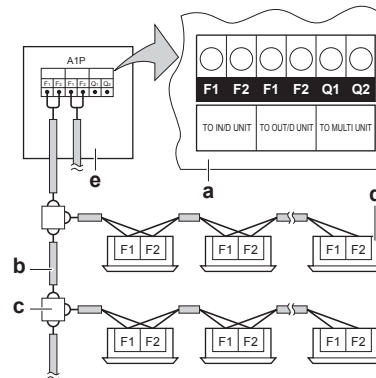 A1P
F1 F2 F1 F2 Q1 Q2
F1 F2 F1 F2 Q1 Q2
TO IN/D UNIT TO OUT/D UNIT TO MULTI UNIT
e
a
d
F1 F2 F1 F2 F1 F2
b
c
F1 F2 F1 F2 F1 F2